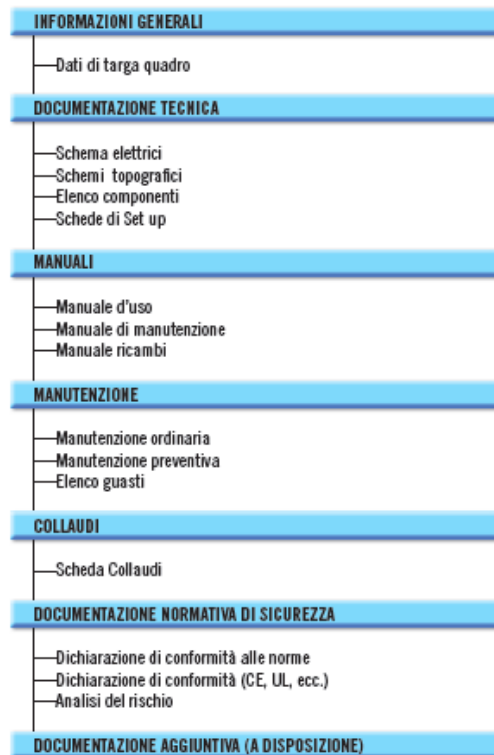 INFORMAZIONI GENERALI
Dati di targa quadro
DOCUMENTAZIONE TECNICA
Schema elettrici
Schemi topografici
Elenco componenti
Schede di Set up
MANUALI
Manuale d'uso
Manuale di manutenzione
Manuale ricambi
MANUTENZIONE
Manutenzione ordinaria
Manutenzione preventiva
Elenco guasti
COLLAUDI
Scheda Collaudi
DOCUMENTAZIONE NORMATIVA DI SICUREZZA
Dichiarazione di conformità alle norme
Dichiarazione di conformità (CE, UL, ecc.)
Analisi del rischio
DOCUMENTAZIONE AGGIUNTIVA (A DISPOSIZIONE)